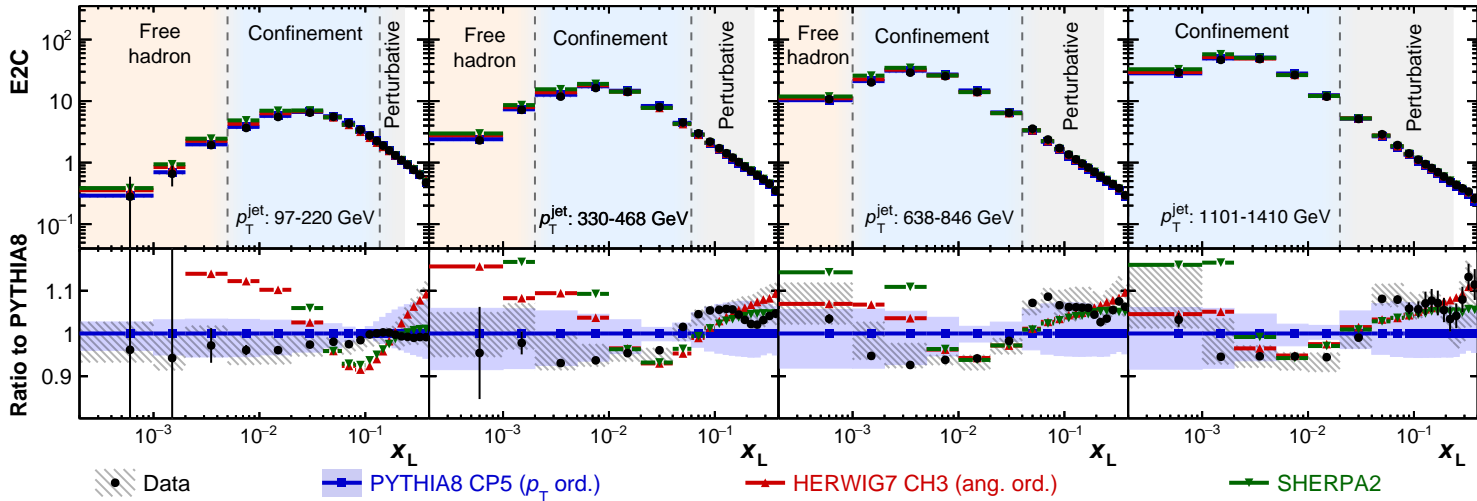 E2C
10²
10
1
10⁻¹
Free hadron
Confinement
Perturbative
p_T^jet: 97-220 GeV
Free hadron
Confinement
Perturbative
p_T^jet: 330-468 GeV
Free hadron
Confinement
Perturbative
p_T^jet: 638-846 GeV
Confinement
Perturbative
p_T^jet: 1101-1410 GeV
Ratio to PYTHIA8
1.1
1
0.9
10⁻³ 10⁻² 10⁻¹
x_L
10⁻³ 10⁻² 10⁻¹
x_L
10⁻³ 10⁻² 10⁻¹
x_L
10⁻³ 10⁻² 10⁻¹
x_L
Data
PYTHIA8 CP5 (p_T ord.)
HERWIG7 CH3 (ang. ord.)
SHERPA2